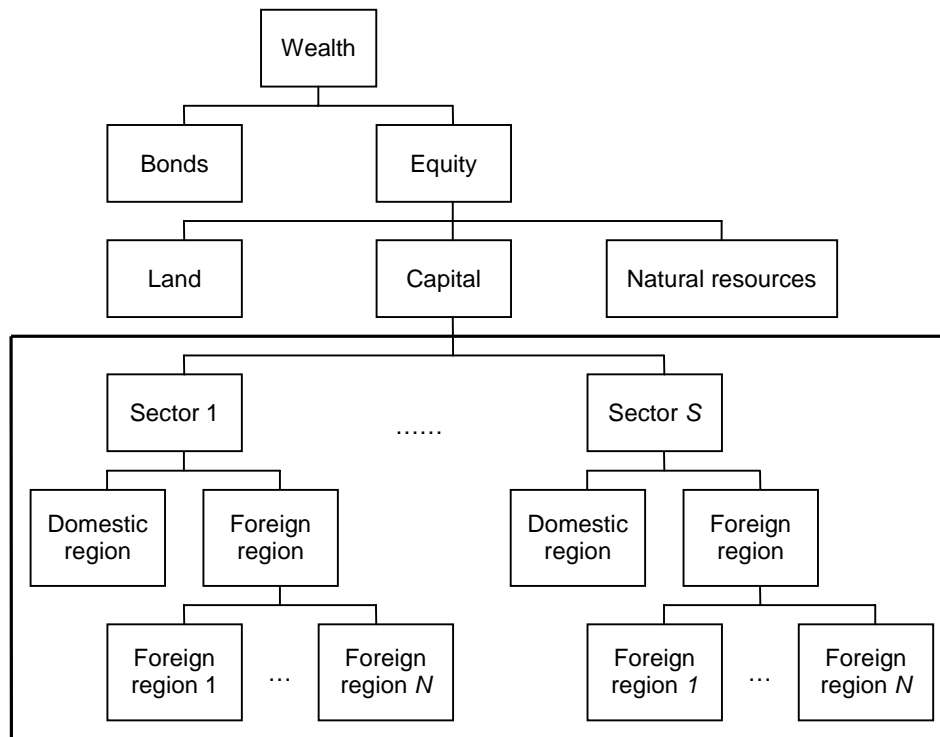 Wealth
Bonds
Equity
Land
Capital
Natural resources
Sector 1
......
Sector S
Domestic
region
Foreign
region
Domestic
region
Foreign
region
Foreign
region 1
...
Foreign
region N
Foreign
region 1
...
Foreign
region N